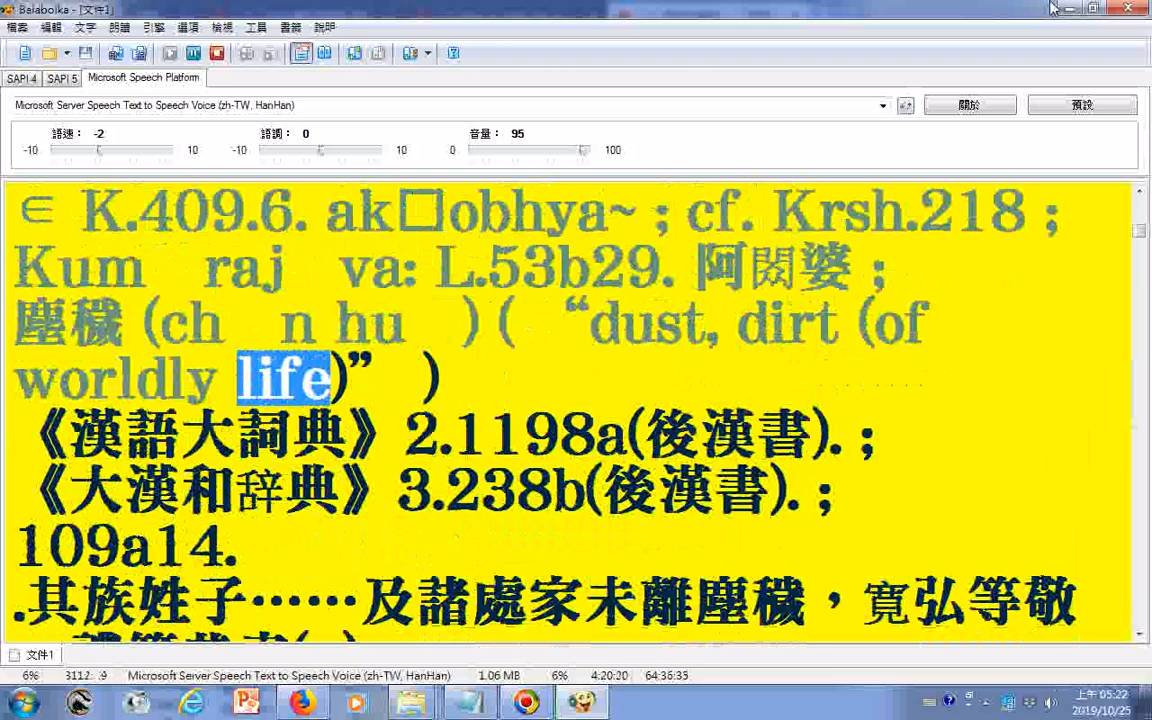 Balabolka - [文件1]
檔案 編輯 文字 朗讀 引擎 選項 檢視 工具 書籤 說明
SAPI 4 SAPI 5 Microsoft Speech Platform
Microsoft Server Speech Text to Speech Voice (zh-TW, HanHan) 關於 預設
語速： -2 語調： 0 音量： 95
-10 10 -10 10 0 100
∈ K.409.6. ak□obhya~ ; cf. Krsh.218 ;
Kum raj va: L.53b29. 阿閦婆 ;
塵穢 (ch n hu ) ( “dust, dirt (of
worldly life)” )
《漢語大詞典》 2.1198a(後漢書). ;
《大漢和辞典》 3.238b(後漢書). ;
109a14.
.其族姓子……及諸處家未離塵穢，寬弘等敬
文件1
6% Microsoft Server Speech Text to Speech Voice (zh-TW, HanHan) 1.06 MB 6% 4:20:20 64:36:35
上午 05:22
2019/10/25